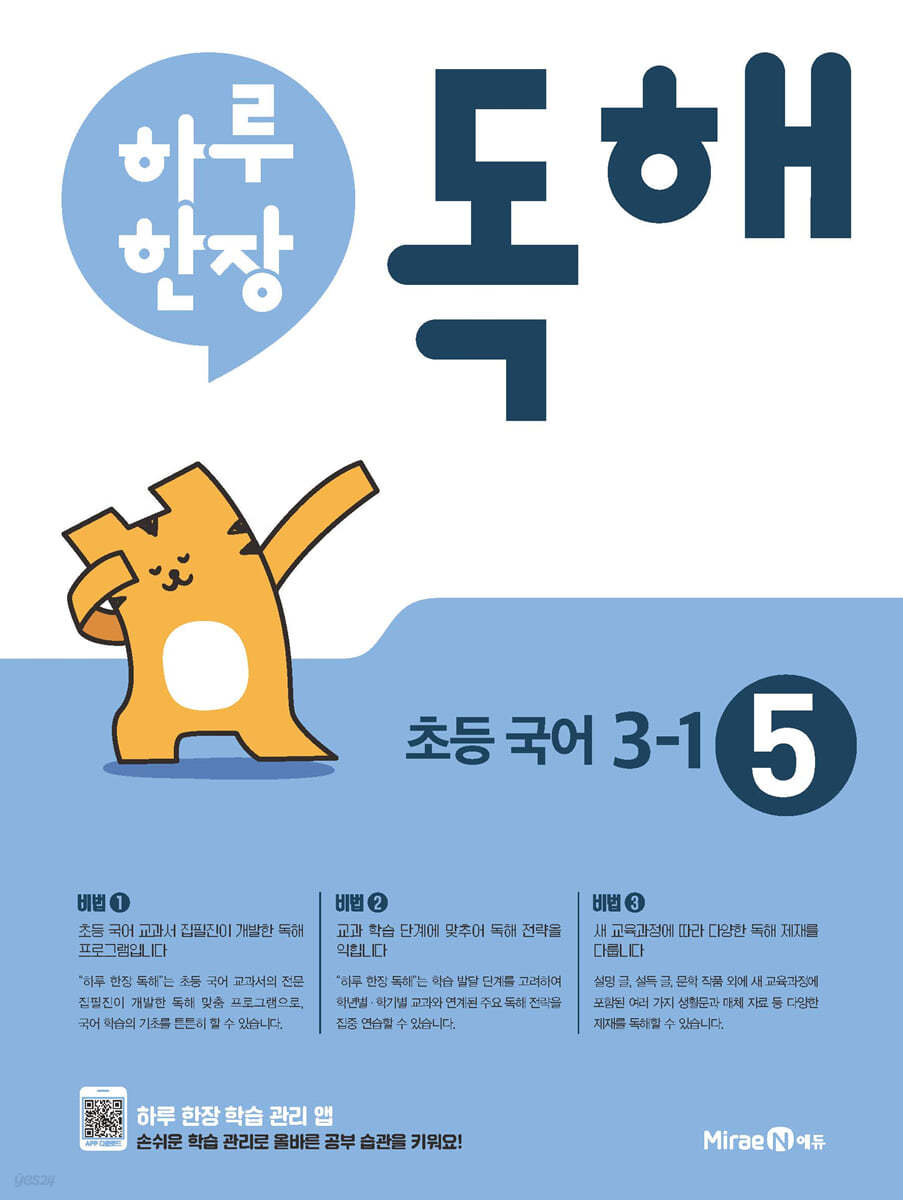 하루
한장
독해
초등 국어 3-1 5
비법 1
초등 국어 교과서 집필진이 개발한 독해
프로그램입니다
“하루 한장 독해”는 초등 국어 교과서의 전문
집필진이 개발한 독해 맞춤 프로그램으로,
국어 학습의 기초를 튼튼히 할 수 있습니다.
비법 2
교과 학습 단계에 맞추어 독해 전략을
익힙니다
“하루 한장 독해”는 학습 발달 단계를 고려하여
학년별·학기별 교과와 연계된 주요 독해 전략을
집중 연습할 수 있습니다.
비법 3
새 교육과정에 따라 다양한 독해 제재를
다룹니다
설명 글, 설득 글, 문학 작품 외에 새 교육과정에
포함된 여러 가지 생활문과 매체 자료 등 다양한
제재를 독해할 수 있습니다.
APP 다운로드
하루 한장 학습 관리 앱
손쉬운 학습 관리로 올바른 공부 습관을 키워요!
Mirae N 에듀
yes24